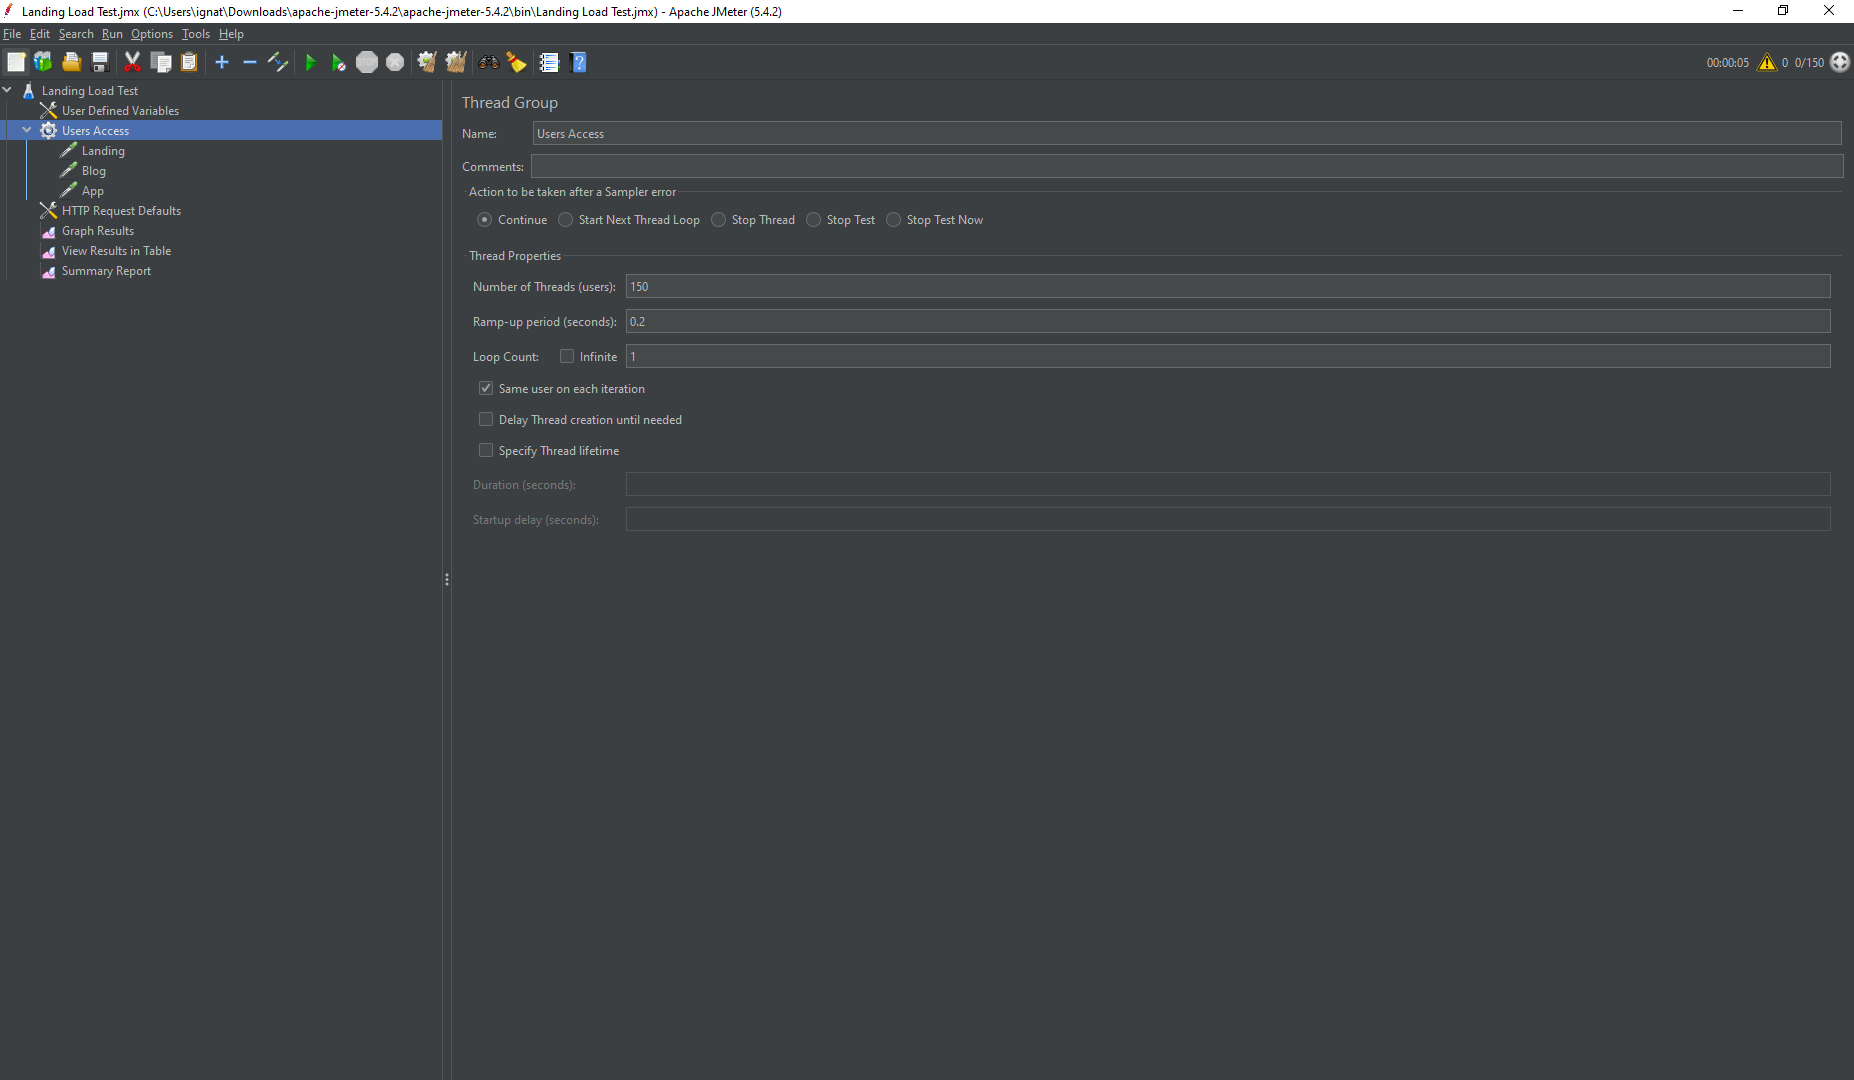 Landing Load Test.jmx (C:\Users\ignat\Downloads\apache-jmeter-5.4.2\apache-jmeter-5.4.2\bin\Landing Load Test.jmx) - Apache JMeter (5.4.2)
File Edit Search Run Options Tools Help
STOP
00:00:05 0 0/150
Landing Load Test
User Defined Variables
Users Access
Landing
Blog
App
HTTP Request Defaults
Graph Results
View Results in Table
Summary Report
Thread Group
Name: Users Access
Comments:
Action to be taken after a Sampler error
Continue Start Next Thread Loop Stop Thread Stop Test Stop Test Now
Thread Properties
Number of Threads (users): 150
Ramp-up period (seconds): 0.2
Loop Count: Infinite 1
Same user on each iteration
Delay Thread creation until needed
Specify Thread lifetime
Duration (seconds):
Startup delay (seconds):